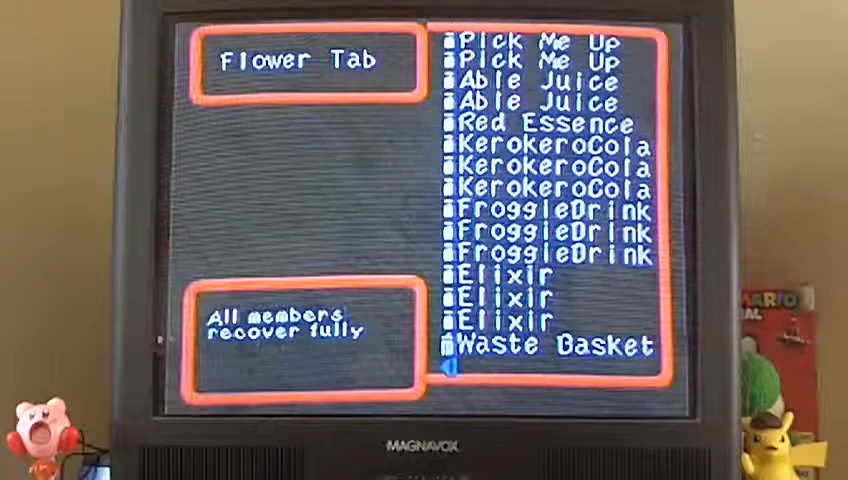 Flower Tab
Pick Me Up
Pick Me Up
Able Juice
Able Juice
Red Essence
KerokeroCola
KerokeroCola
KerokeroCola
FroggieDrink
FroggieDrink
FroggieDrink
Elixir
Elixir
Elixir
Waste Basket
All members
recover fully
MAGNAVOX
MARIO